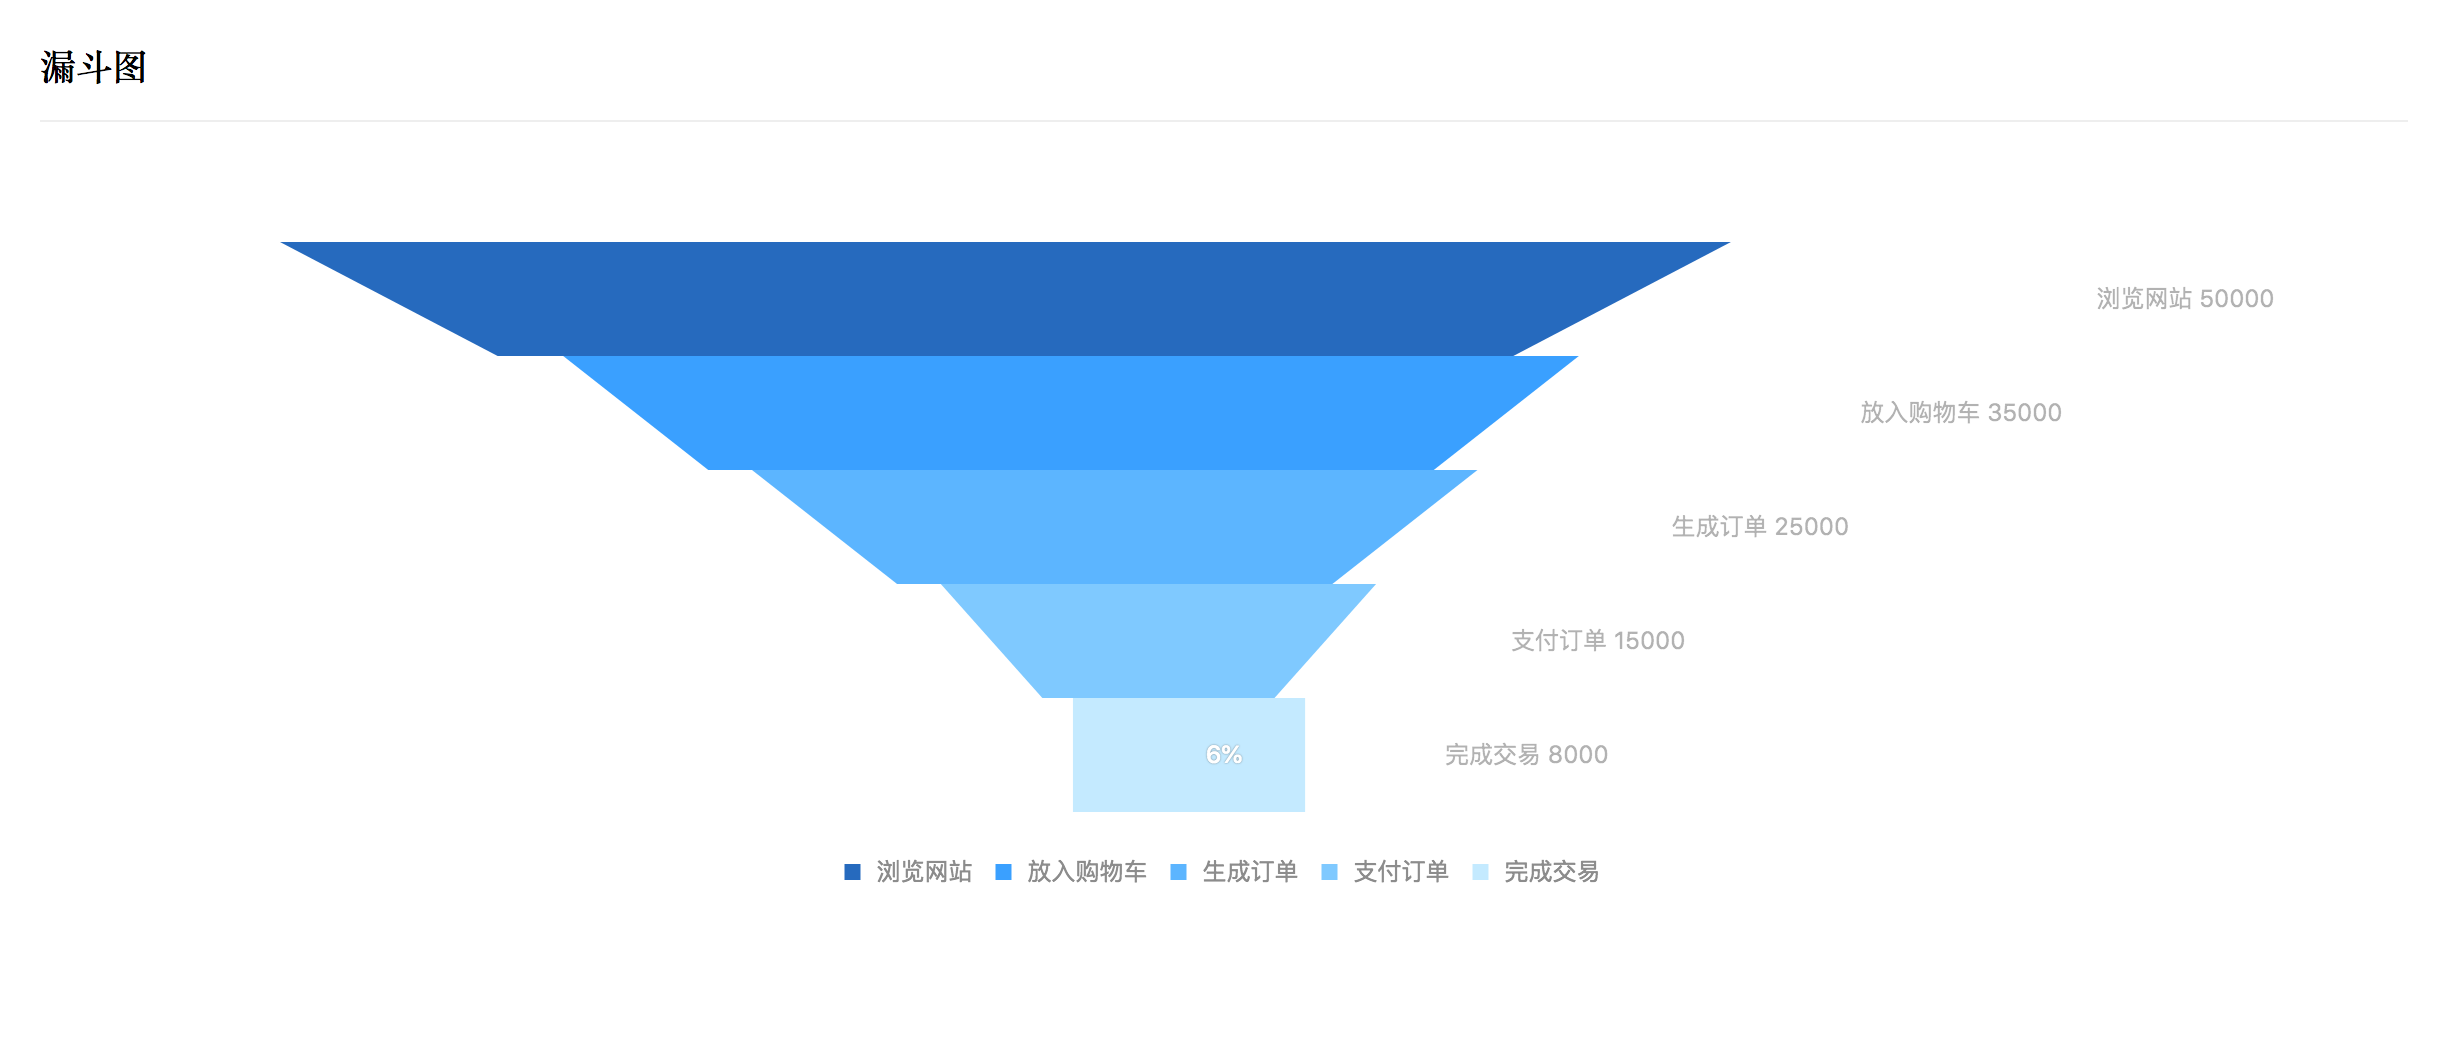 漏斗图
浏览网站 50000
放入购物车 35000
生成订单 25000
支付订单 15000
6%
完成交易 8000
浏览网站 放入购物车 生成订单 支付订单 完成交易